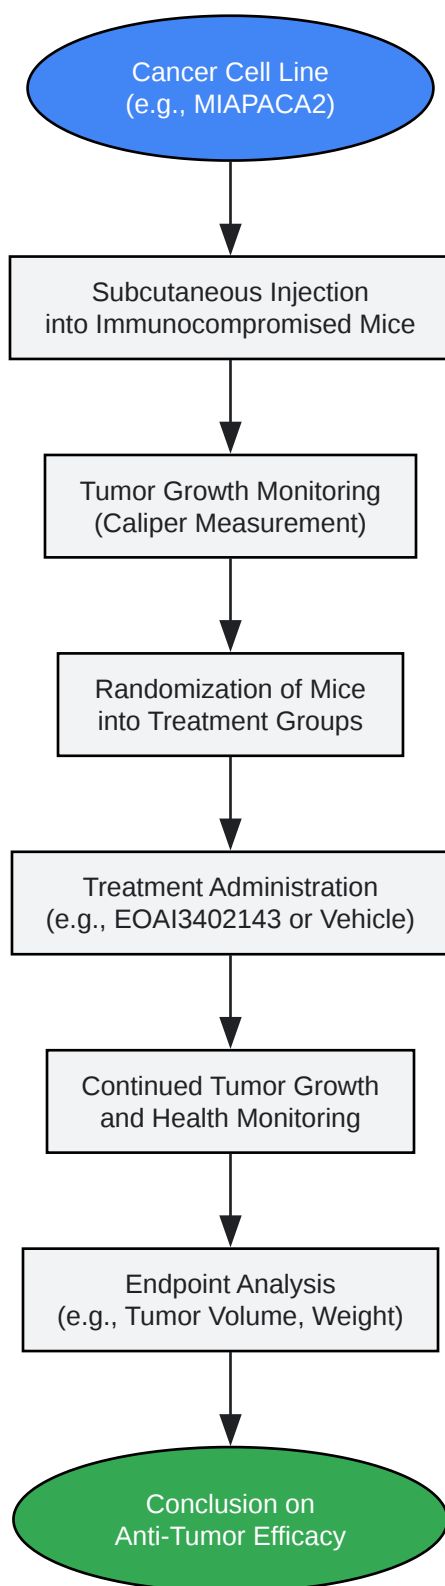 Cancer Cell Line
(e.g., MIAPACA2)
Subcutaneous Injection
into Immunocompromised Mice
Tumor Growth Monitoring
(Caliper Measurement)
Randomization of Mice
into Treatment Groups
Treatment Administration
(e.g., EOAI3402143 or Vehicle)
Continued Tumor Growth
and Health Monitoring
Endpoint Analysis
(e.g., Tumor Volume, Weight)
Conclusion on
Anti-Tumor Efficacy